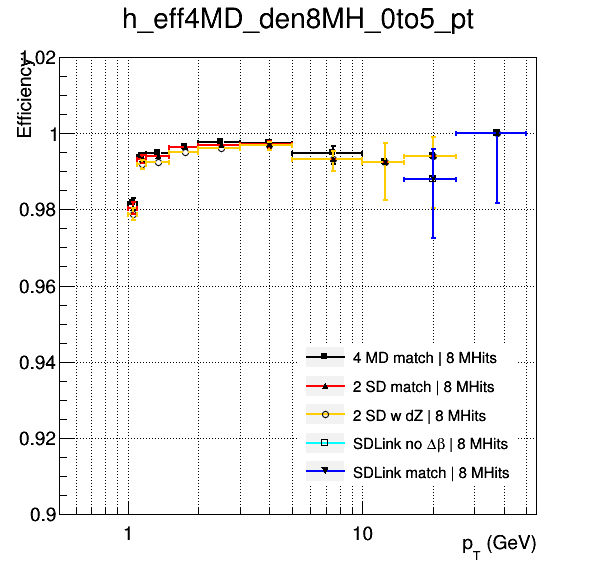 h_eff4MD_den8MH_0to5_pt
Efficiency
1.02
1
0.98
0.96
0.94
0.92
0.9
4 MD match | 8 MHits
2 SD match | 8 MHits
2 SD w dZ | 8 MHits
SDLink no Δβ | 8 MHits
SDLink match | 8 MHits
1
10
p_T (GeV)